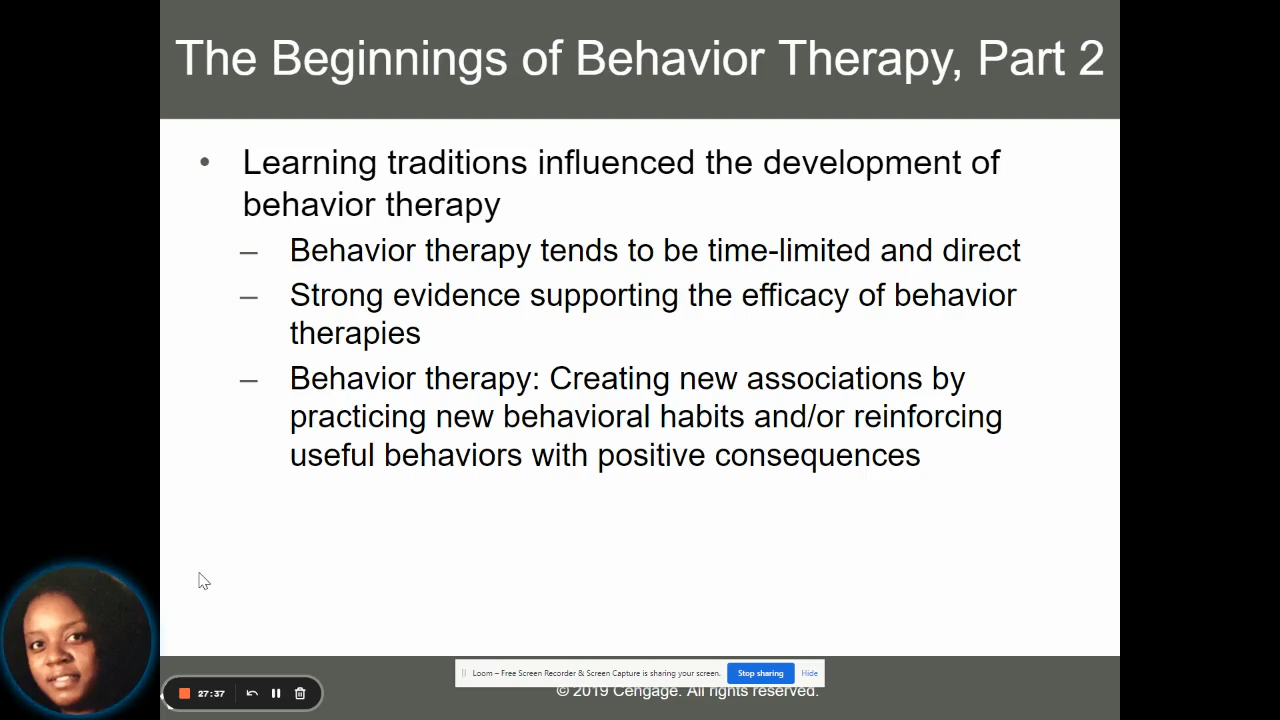 The Beginnings of Behavior Therapy, Part 2
• Learning traditions influenced the development of
behavior therapy
– Behavior therapy tends to be time-limited and direct
– Strong evidence supporting the efficacy of behavior
therapies
– Behavior therapy: Creating new associations by
practicing new behavioral habits and/or reinforcing
useful behaviors with positive consequences
Loom – Free Screen Recorder & Screen Capture is sharing your screen. Stop sharing Hide
© 2019 Cengage. All rights reserved.
27:37